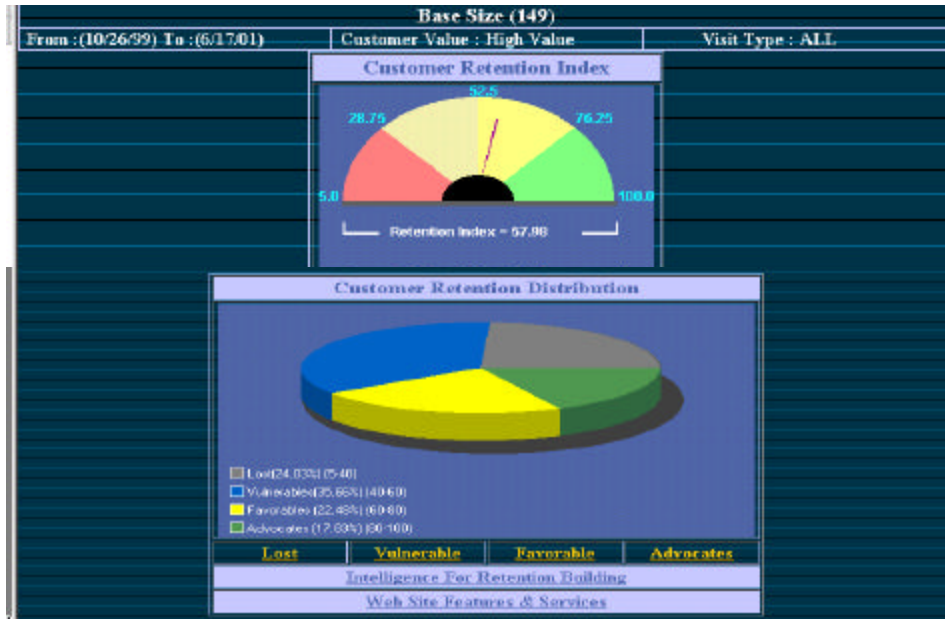 Base Size (149)
From :(10/26/99) To :(6/17/01) Customer Value : High Value Visit Type : ALL
Customer Retention Index
52.5
28.75 76.25
5.0 100.0
Retention Index = 57.98
Customer Retention Distribution
Lost(24.03%) (5-40)
Vulnerables(35.66%) (40-60)
Favorables (22.48%) (60-80)
Advocates (17.83%) (80-100)
Lost Vulnerable Favorable Advocates
Intelligence For Retention Building
Web Site Features & Services